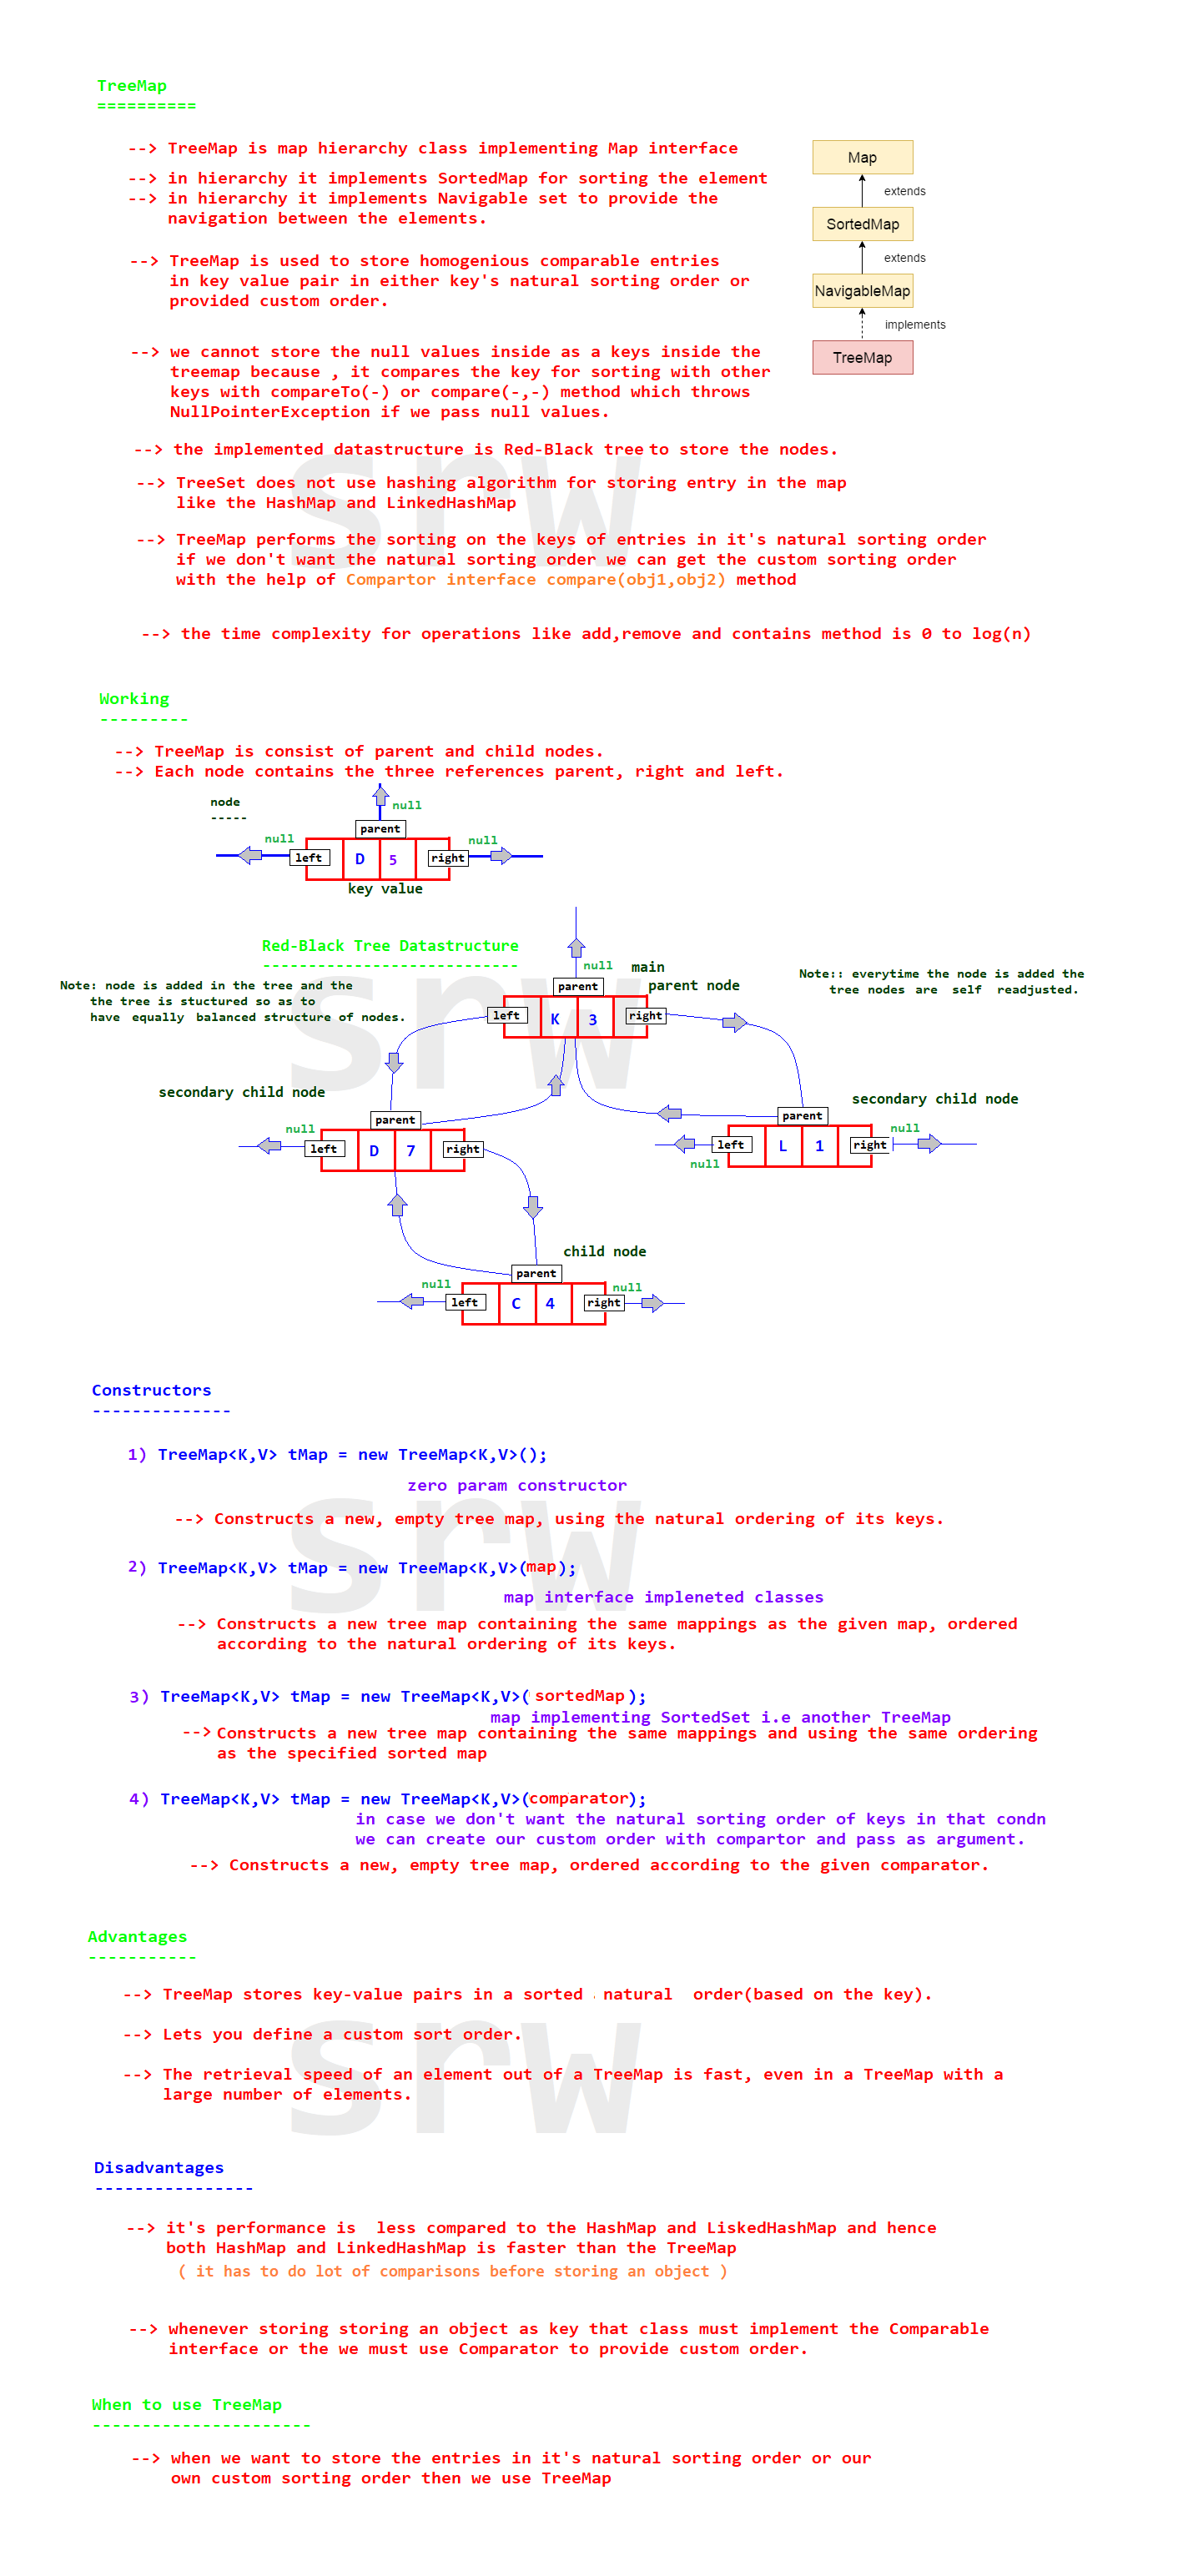 TreeMap
==========
--> TreeMap is map hierarchy class implementing Map interface
--> in hierarchy it implements SortedMap for sorting the element
--> in hierarchy it implements Navigable set to provide the
navigation between the elements.
Map
extends
SortedMap
extends
NavigableMap
implements
TreeMap
--> TreeMap is used to store homogenious comparable entries
in key value pair in either key's natural sorting order or
provided custom order.
--> we cannot store the null values inside as a keys inside the
treemap because , it compares the key for sorting with other
keys with compareTo(-) or compare(-,-) method which throws
NullPointerException if we pass null values.
--> the implemented datastructure is Red-Black tree to store the nodes.
srw
--> TreeSet does not use hashing algorithm for storing entry in the map
like the HashMap and LinkedHashMap
--> TreeMap performs the sorting on the keys of entries in it's natural sorting order
if we don't want the natural sorting order we can get the custom sorting order
with the help of Compartor interface compare(obj1,obj2) method
--> the time complexity for operations like add,remove and contains method is 0 to log(n)
Working
---------
--> TreeMap is consist of parent and child nodes.
--> Each node contains the three references parent, right and left.
node
-----
null
parent
null
null
left
D
5
right
key value
Red-Black Tree Datastructure
--------------------------
srw
Note: node is added in the tree and the
the tree is stuctured so as to
have equally balanced structure of nodes.
null
main
parent node
Note:: everytime the node is added the
tree nodes are self readjusted.
parent
left
K
3
right
secondary child node
secondary child node
parent
null
left
D
7
right
parent
null
left
L
1
right
null
child node
parent
null
left
C
4
right
null
Constructors
--------------
1) TreeMap<K,V> tMap = new TreeMap<K,V>();
zero param constructor
srw
--> Constructs a new, empty tree map, using the natural ordering of its keys.
2) TreeMap<K,V> tMap = new TreeMap<K,V>(map);
map interface impleneted classes
--> Constructs a new tree map containing the same mappings as the given map, ordered
according to the natural ordering of its keys.
3) TreeMap<K,V> tMap = new TreeMap<K,V>(sortedMap);
map implementing SortedSet i.e another TreeMap
--> Constructs a new tree map containing the same mappings and using the same ordering
as the specified sorted map
4) TreeMap<K,V> tMap = new TreeMap<K,V>(comparator);
in case we don't want the natural sorting order of keys in that condn
we can create our custom order with compartor and pass as argument.
--> Constructs a new, empty tree map, ordered according to the given comparator.
Advantages
-----------
--> TreeMap stores key-value pairs in a sorted natural order(based on the key).
srw
--> Lets you define a custom sort order.
--> The retrieval speed of an element out of a TreeMap is fast, even in a TreeMap with a
large number of elements.
Disadvantages
----------------
--> it's performance is less compared to the HashMap and LiskedHashMap and hence
both HashMap and LinkedHashMap is faster than the TreeMap
( it has to do lot of comparisons before storing an object )
--> whenever storing storing an object as key that class must implement the Comparable
interface or the we must use Comparator to provide custom order.
When to use TreeMap
----------------------
--> when we want to store the entries in it's natural sorting order or our
own custom sorting order then we use TreeMap